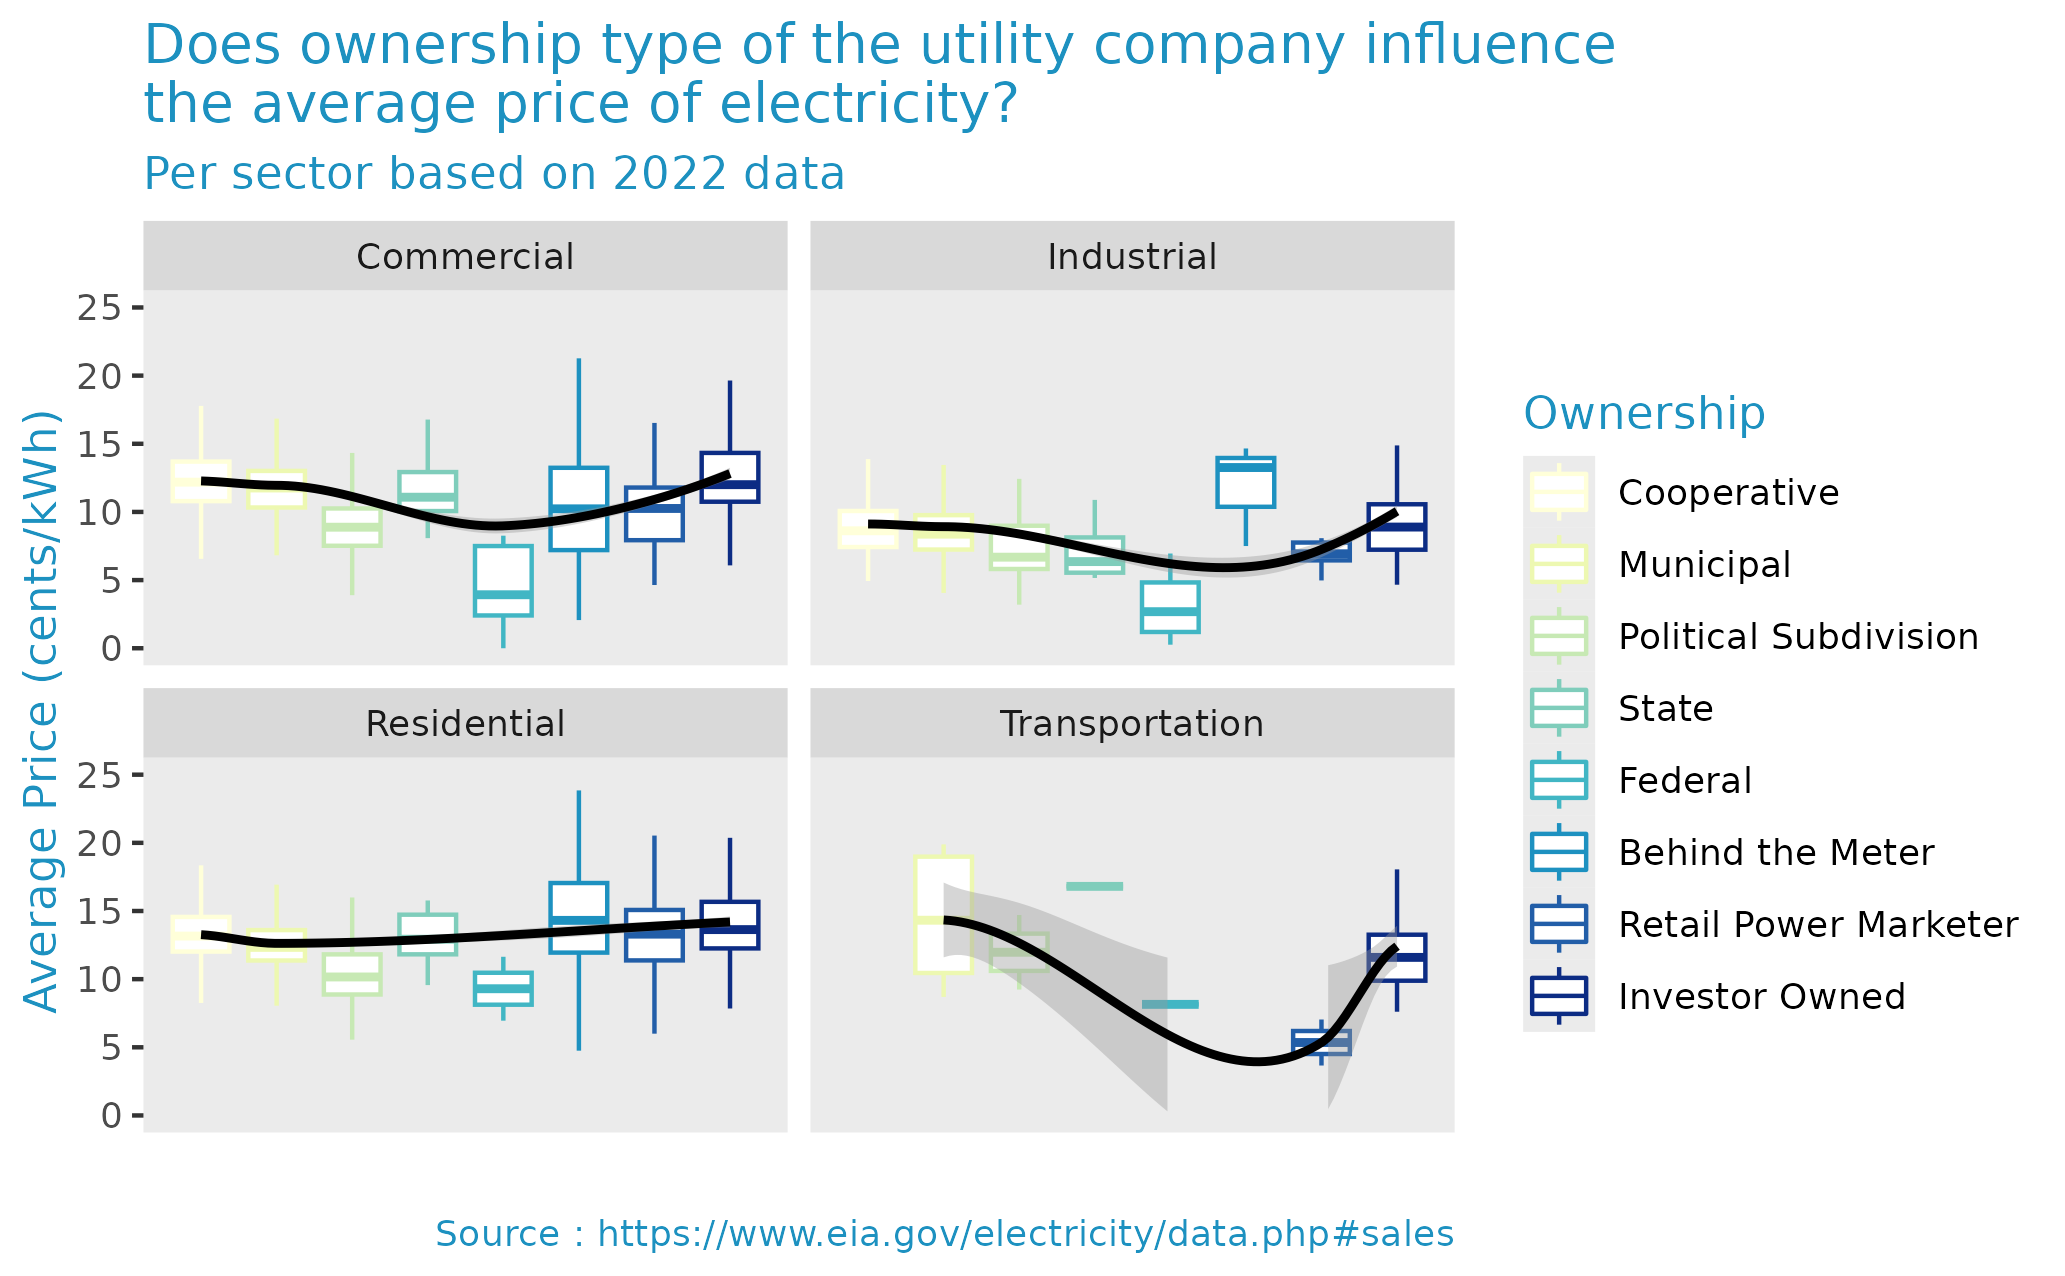 Does ownership type of the utility company influence
the average price of electricity?
Per sector based on 2022 data
Commercial
Industrial
25
20
15
10
5
0
Residential
Transportation
25
20
15
10
5
0
Average Price (cents/kWh)
Ownership
Cooperative
Municipal
Political Subdivision
State
Federal
Behind the Meter
Retail Power Marketer
Investor Owned
Source : https://www.eia.gov/electricity/data.php#sales